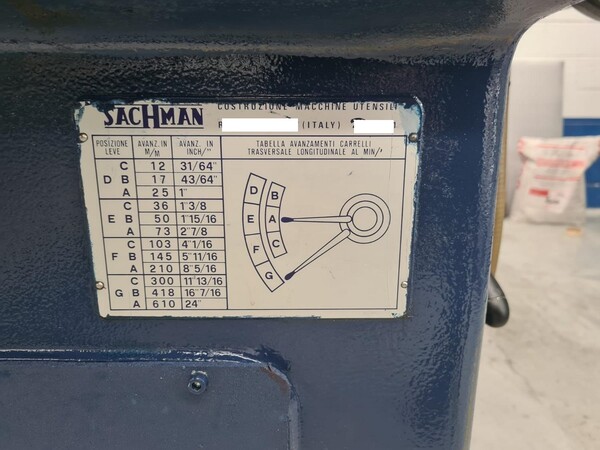 SACHMAN COSTRUZIONE MACCHINE UTENSILI
(ITALY)
POSIZIONE LEVE AVANZ. IN M/M AVANZ. IN INCH/" TABELLA AVANZAMENTI CARRELLI
TRASVERSALE LONGITUDINALE AL MIN/'
C 12 31/64"
D B 17 43/64"
A 25 1"
C 36 1"3/8
E B 50 1"15/16
A 73 2"7/8
C 103 4"1/16
F B 145 5"11/16
A 210 8"5/16
C 300 11"13/16
G B 418 16"7/16
A 610 24"
D B
E A
F C
G